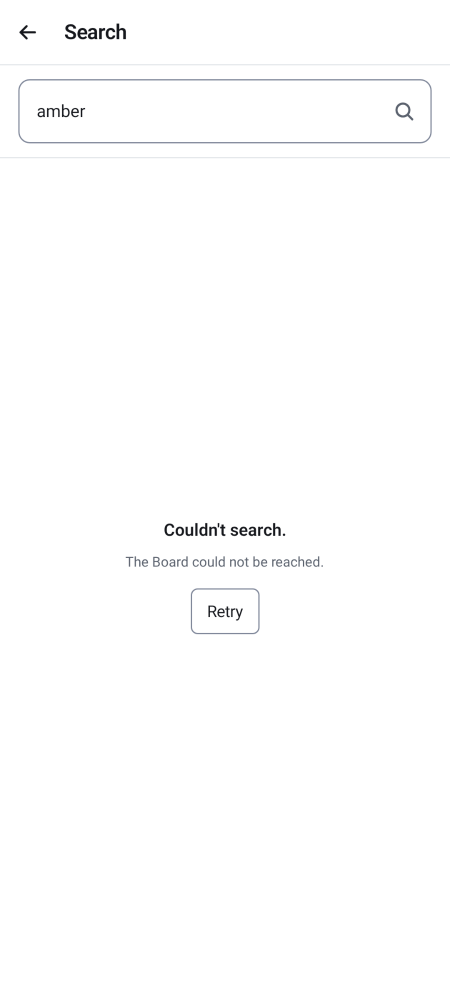 Search
amber
Couldn't search.
The Board could not be reached.
Retry